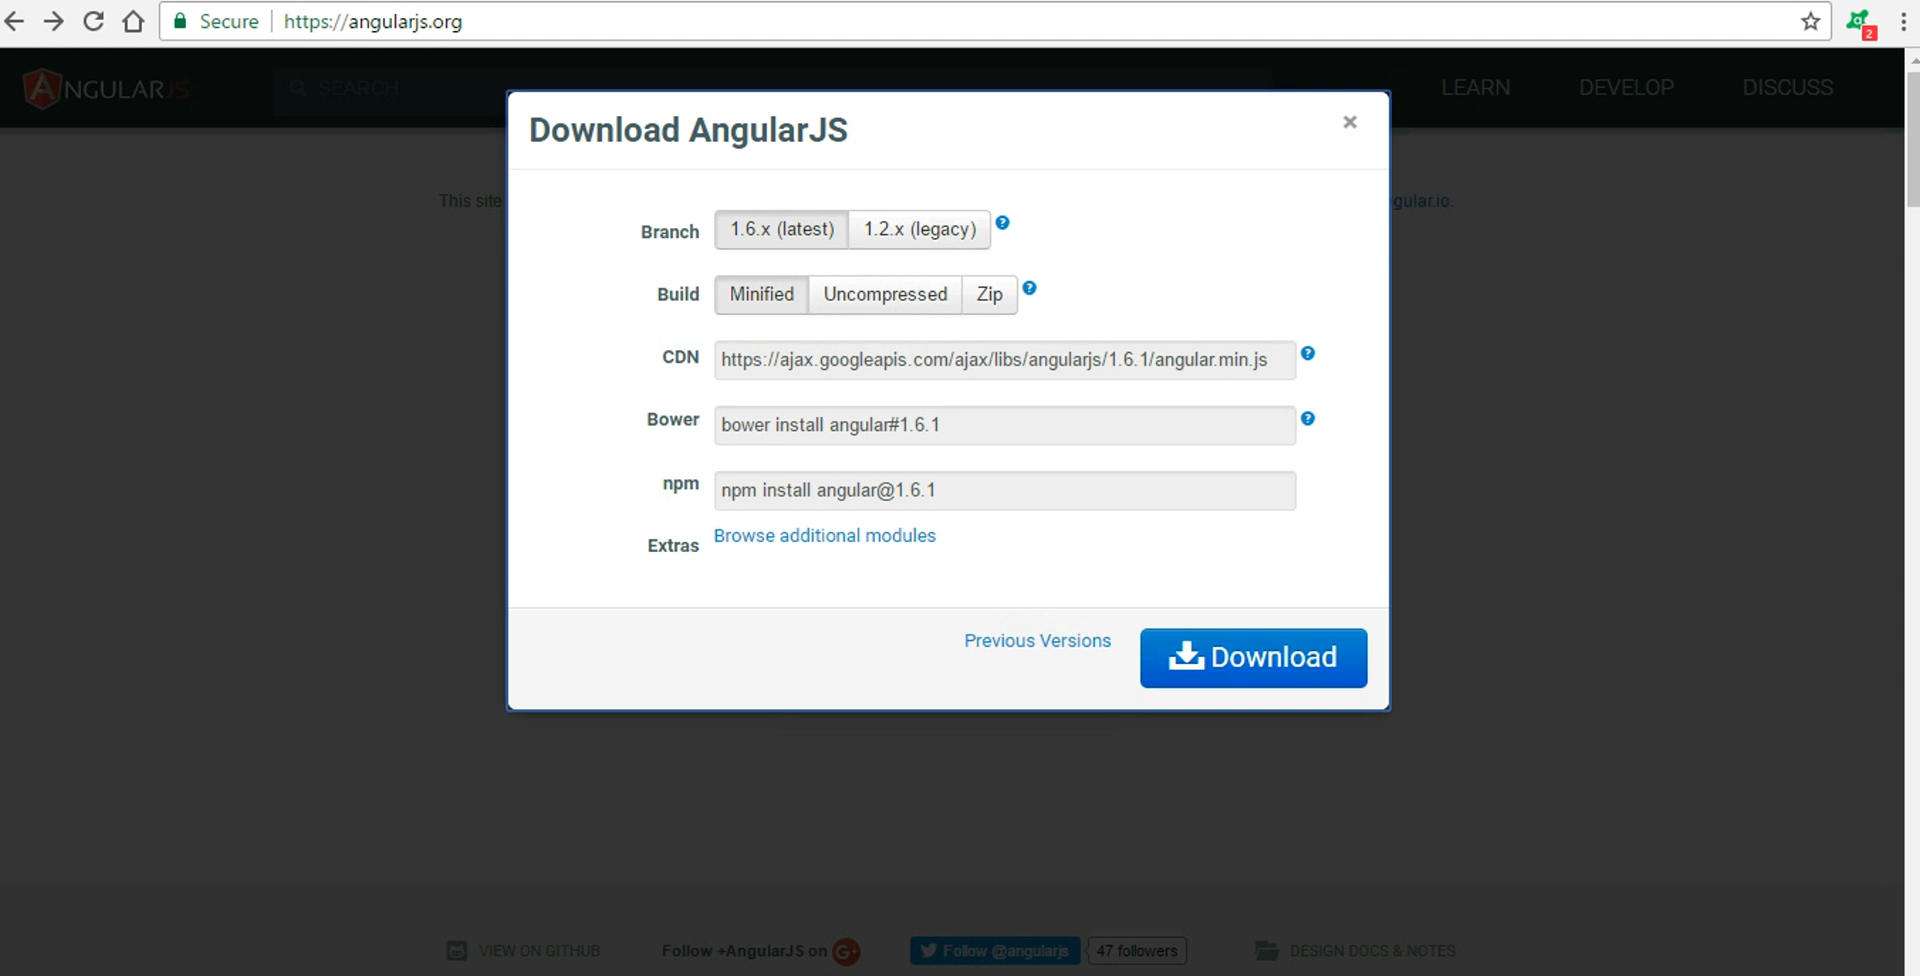 Secure https://angularjs.org
2
ANGULARJS SEARCH LEARN DEVELOP DISCUSS
Download AngularJS ×
This site
gular.io.
Branch 1.6.x (latest) 1.2.x (legacy) ?
Build Minified Uncompressed Zip ?
CDN https://ajax.googleapis.com/ajax/libs/angularjs/1.6.1/angular.min.js ?
Bower bower install angular#1.6.1 ?
npm npm install angular@1.6.1
Extras Browse additional modules
Previous Versions Download
VIEW ON GITHUB Follow +AngularJS on G+ Follow @angularjs 47 followers DESIGN DOCS & NOTES